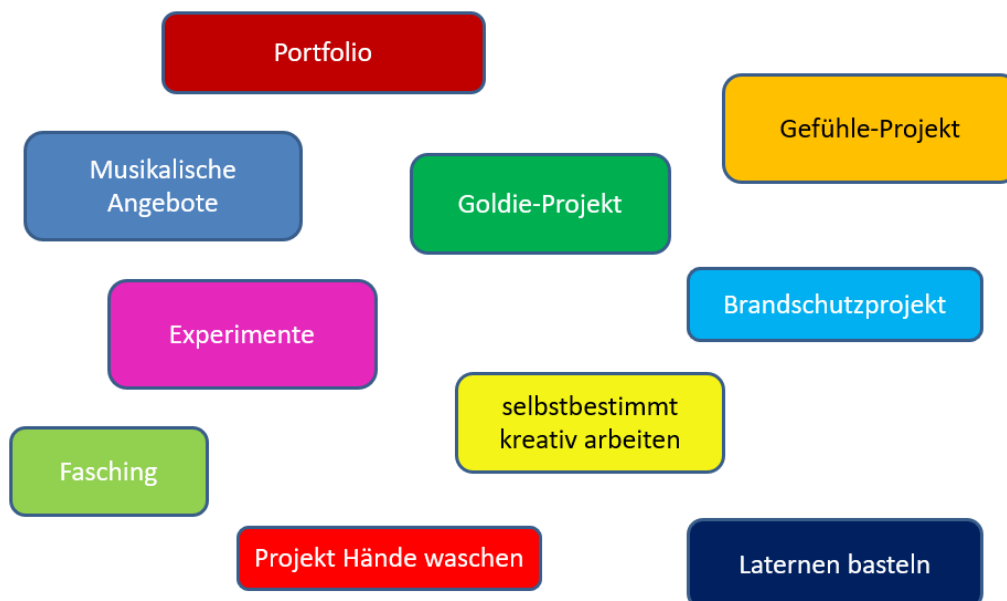 Portfolio
Gefühle-Projekt
Musikalische
Angebote
Goldie-Projekt
Experimente
Brandschutzprojekt
selbstbestimmt
kreativ arbeiten
Fasching
Projekt Hände waschen
Laternen basteln